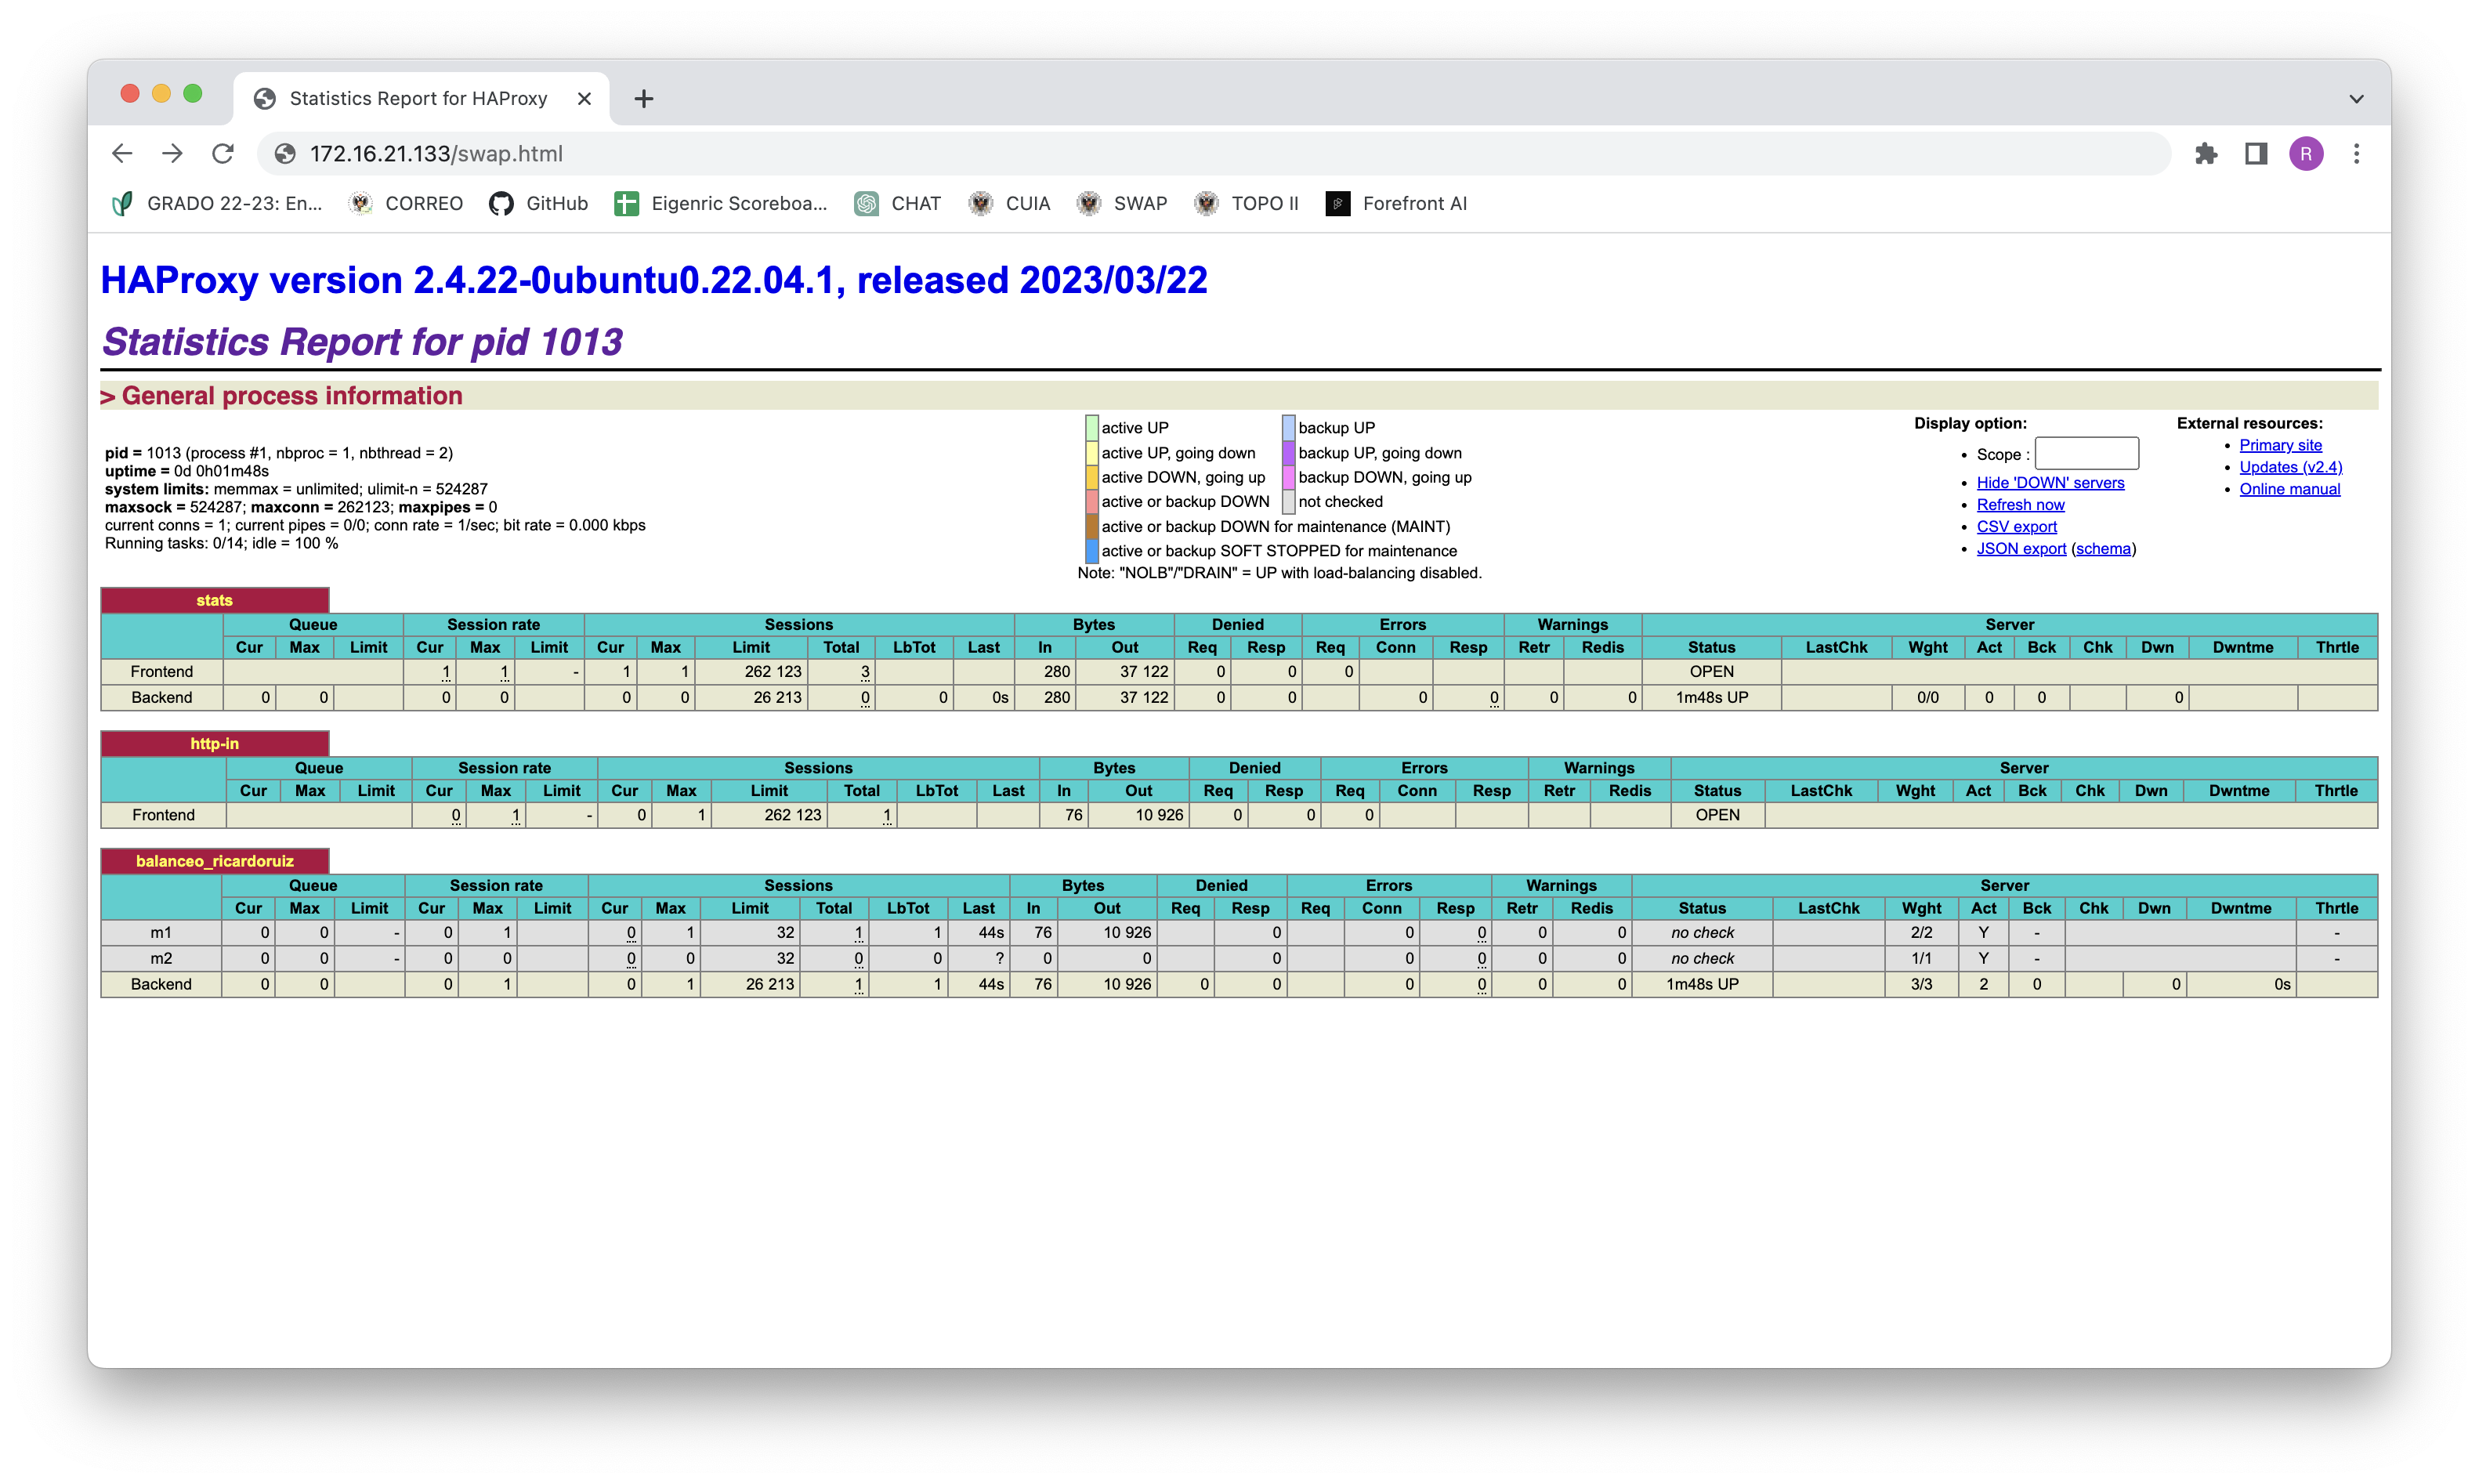 Statistics Report for HAProxy
172.16.21.133/swap.html
R
GRADO 22-23: En... CORREO GitHub Eigenric Scoreboa... CHAT CUIA SWAP TOPO II Forefront AI
HAProxy version 2.4.22-0ubuntu0.22.04.1, released 2023/03/22
Statistics Report for pid 1013
> General process information
pid = 1013 (process #1, nbproc = 1, nbthread = 2)
uptime = 0d 0h01m48s
system limits: memmax = unlimited; ulimit-n = 524287
maxsock = 524287; maxconn = 262123; maxpipes = 0
current conns = 1; current pipes = 0/0; conn rate = 1/sec; bit rate = 0.000 kbps
Running tasks: 0/14; idle = 100 %
active UP backup UP
active UP, going down backup UP, going down
active DOWN, going up backup DOWN, going up
active or backup DOWN not checked
active or backup DOWN for maintenance (MAINT)
active or backup SOFT STOPPED for maintenance
Note: "NOLB"/"DRAIN" = UP with load-balancing disabled.
Display option:
• Scope :
• Hide 'DOWN' servers
• Refresh now
• CSV export
• JSON export (schema)
External resources:
• Primary site
• Updates (v2.4)
• Online manual
stats
Queue Session rate Sessions Bytes Denied Errors Warnings Server
Cur Max Limit Cur Max Limit Cur Max Limit Total LbTot Last In Out Req Resp Req Conn Resp Retr Redis Status LastChk Wght Act Bck Chk Dwn Dwntme Thrtle
Frontend 1 1 - 1 1 262 123 3 280 37 122 0 0 0 OPEN
Backend 0 0 0 0 0 0 26 213 0 0 0s 280 37 122 0 0 0 0 0 0 1m48s UP 0/0 0 0 0
http-in
Queue Session rate Sessions Bytes Denied Errors Warnings Server
Cur Max Limit Cur Max Limit Cur Max Limit Total LbTot Last In Out Req Resp Req Conn Resp Retr Redis Status LastChk Wght Act Bck Chk Dwn Dwntme Thrtle
Frontend 0 1 - 0 1 262 123 1 76 10 926 0 0 0 OPEN
balanceo_ricardoruiz
Queue Session rate Sessions Bytes Denied Errors Warnings Server
Cur Max Limit Cur Max Limit Cur Max Limit Total LbTot Last In Out Req Resp Req Conn Resp Retr Redis Status LastChk Wght Act Bck Chk Dwn Dwntme Thrtle
m1 0 0 - 0 1 0 1 32 1 1 44s 76 10 926 0 0 0 0 0 no check 2/2 Y - -
m2 0 0 - 0 0 0 0 32 0 0 ? 0 0 0 0 0 0 0 no check 1/1 Y - -
Backend 0 0 0 1 0 1 26 213 1 1 44s 76 10 926 0 0 0 0 0 0 1m48s UP 3/3 2 0 0 0s